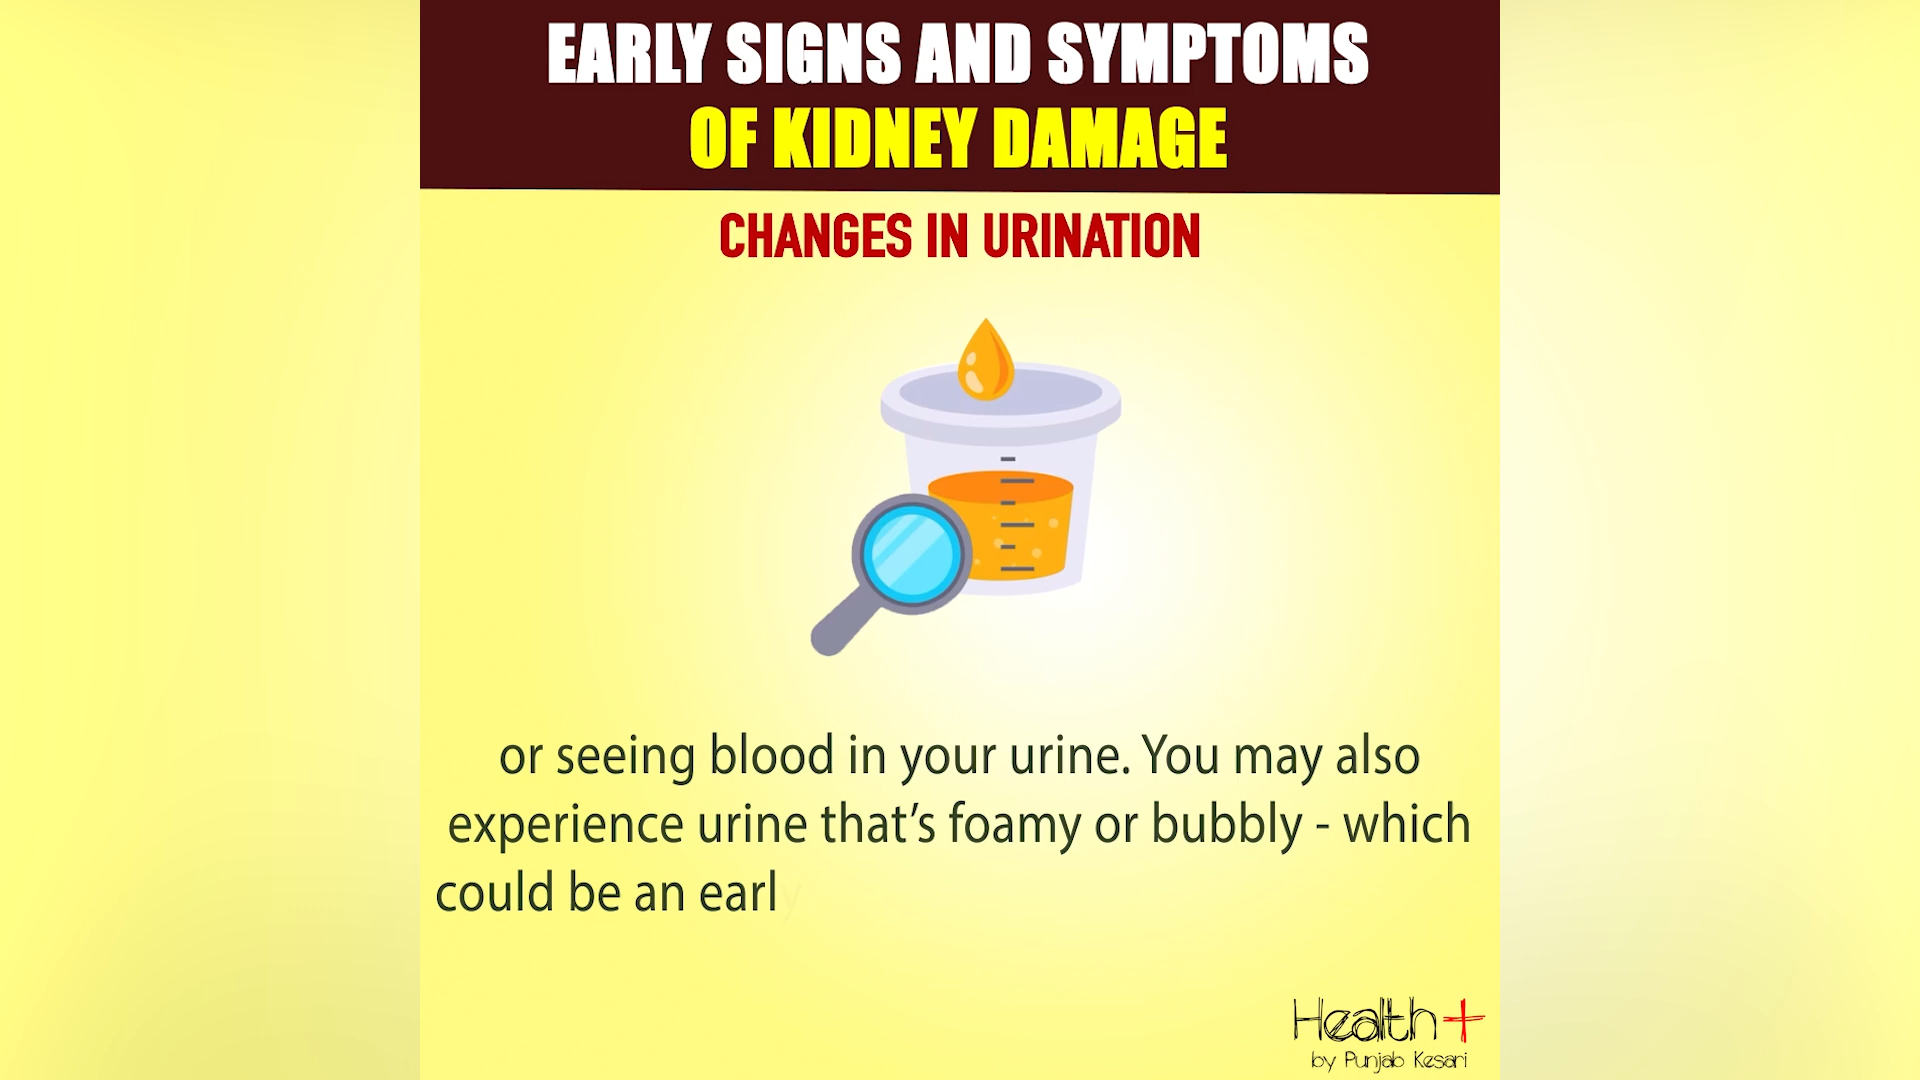 EARLY SIGNS AND SYMPTOMS
OF KIDNEY DAMAGE
CHANGES IN URINATION
or seeing blood in your urine. You may also
experience urine that's foamy or bubbly - which
could be an early
Health+
by Punjab Kesari